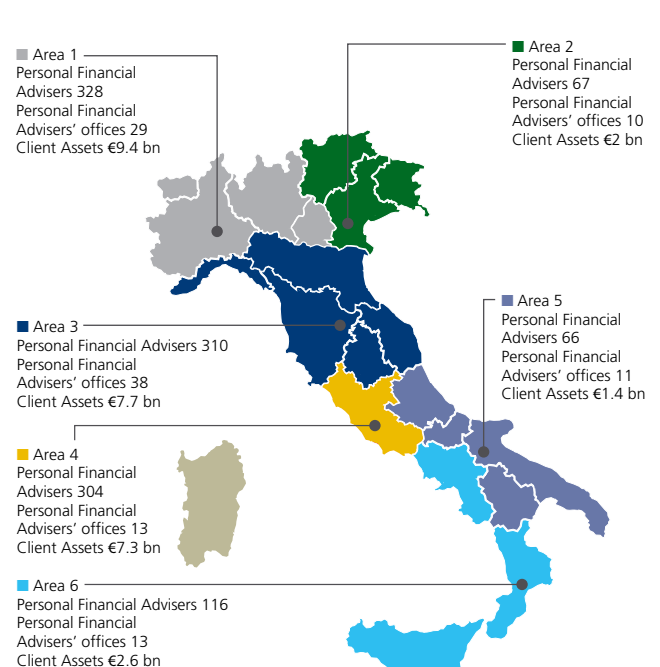 Area 1
Personal Financial
Advisers 328
Personal Financial
Advisers’ offices 29
Client Assets €9.4 bn
Area 2
Personal Financial
Advisers 67
Personal Financial
Advisers’ offices 10
Client Assets €2 bn
Area 3
Personal Financial Advisers 310
Personal Financial
Advisers’ offices 38
Client Assets €7.7 bn
Area 5
Personal Financial
Advisers 66
Personal Financial
Advisers’ offices 11
Client Assets €1.4 bn
Area 4
Personal Financial
Advisers 304
Personal Financial
Advisers’ offices 13
Client Assets €7.3 bn
Area 6
Personal Financial Advisers 116
Personal Financial
Advisers’ offices 13
Client Assets €2.6 bn